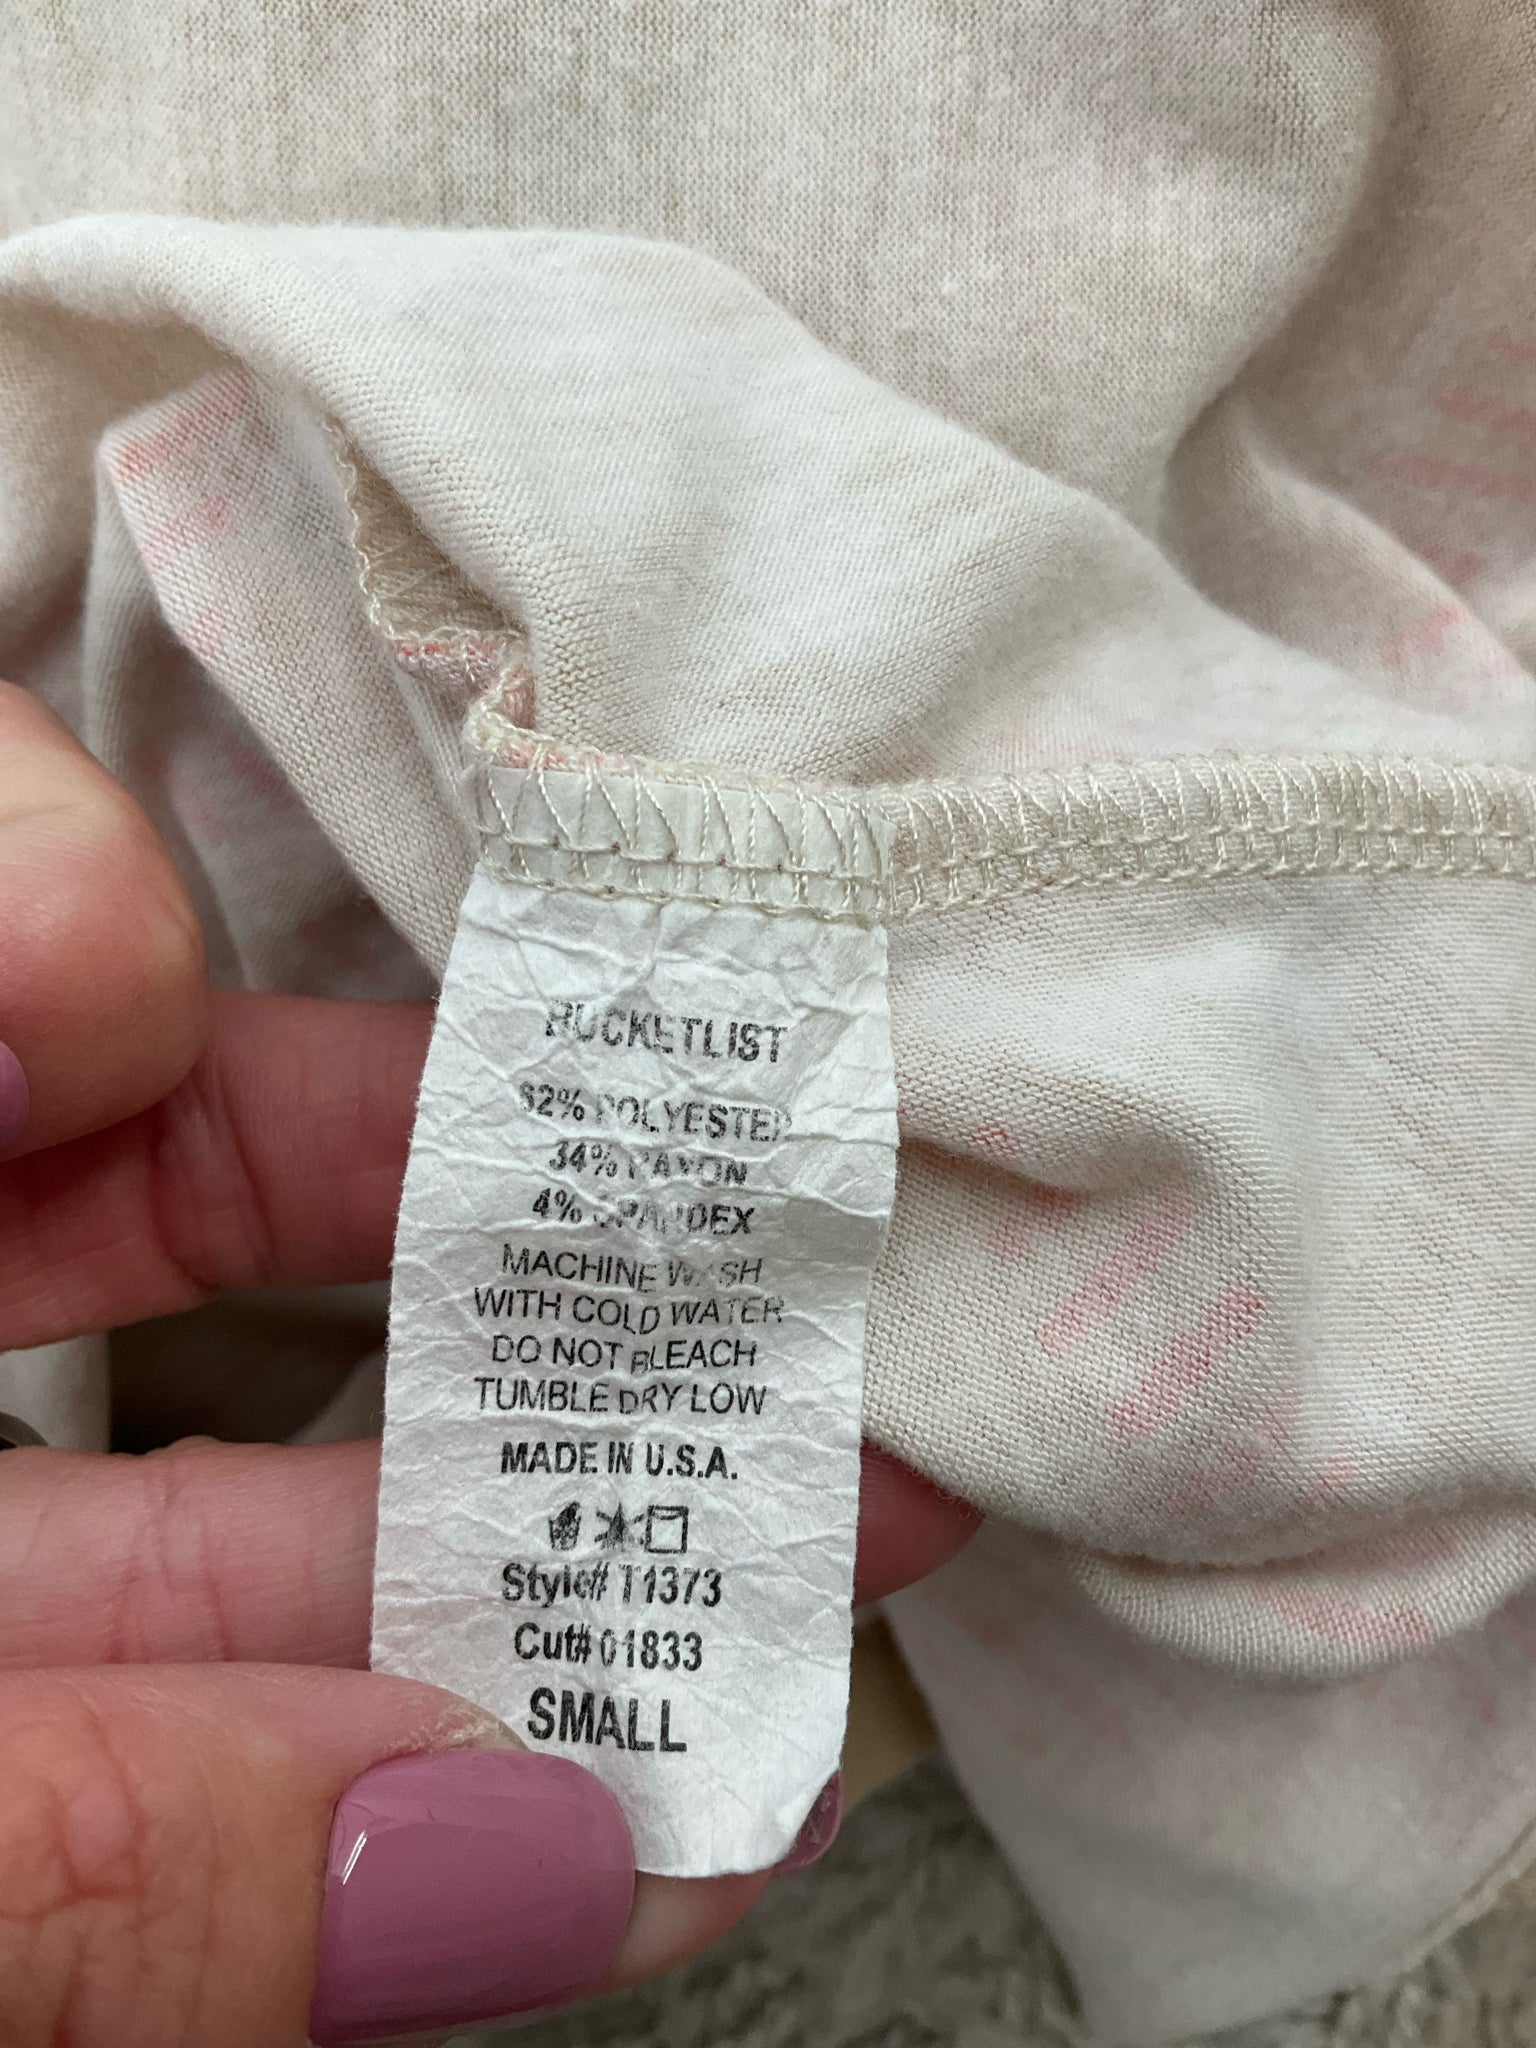 BUCKETLIST
62% POLYESTER
34% RAYON
4% SPANDEX
MACHINE WASH
WITH COLD WATER
DO NOT BLEACH
TUMBLE DRY LOW
MADE IN U.S.A.
Style# T1373
Cut# 01833
SMALL